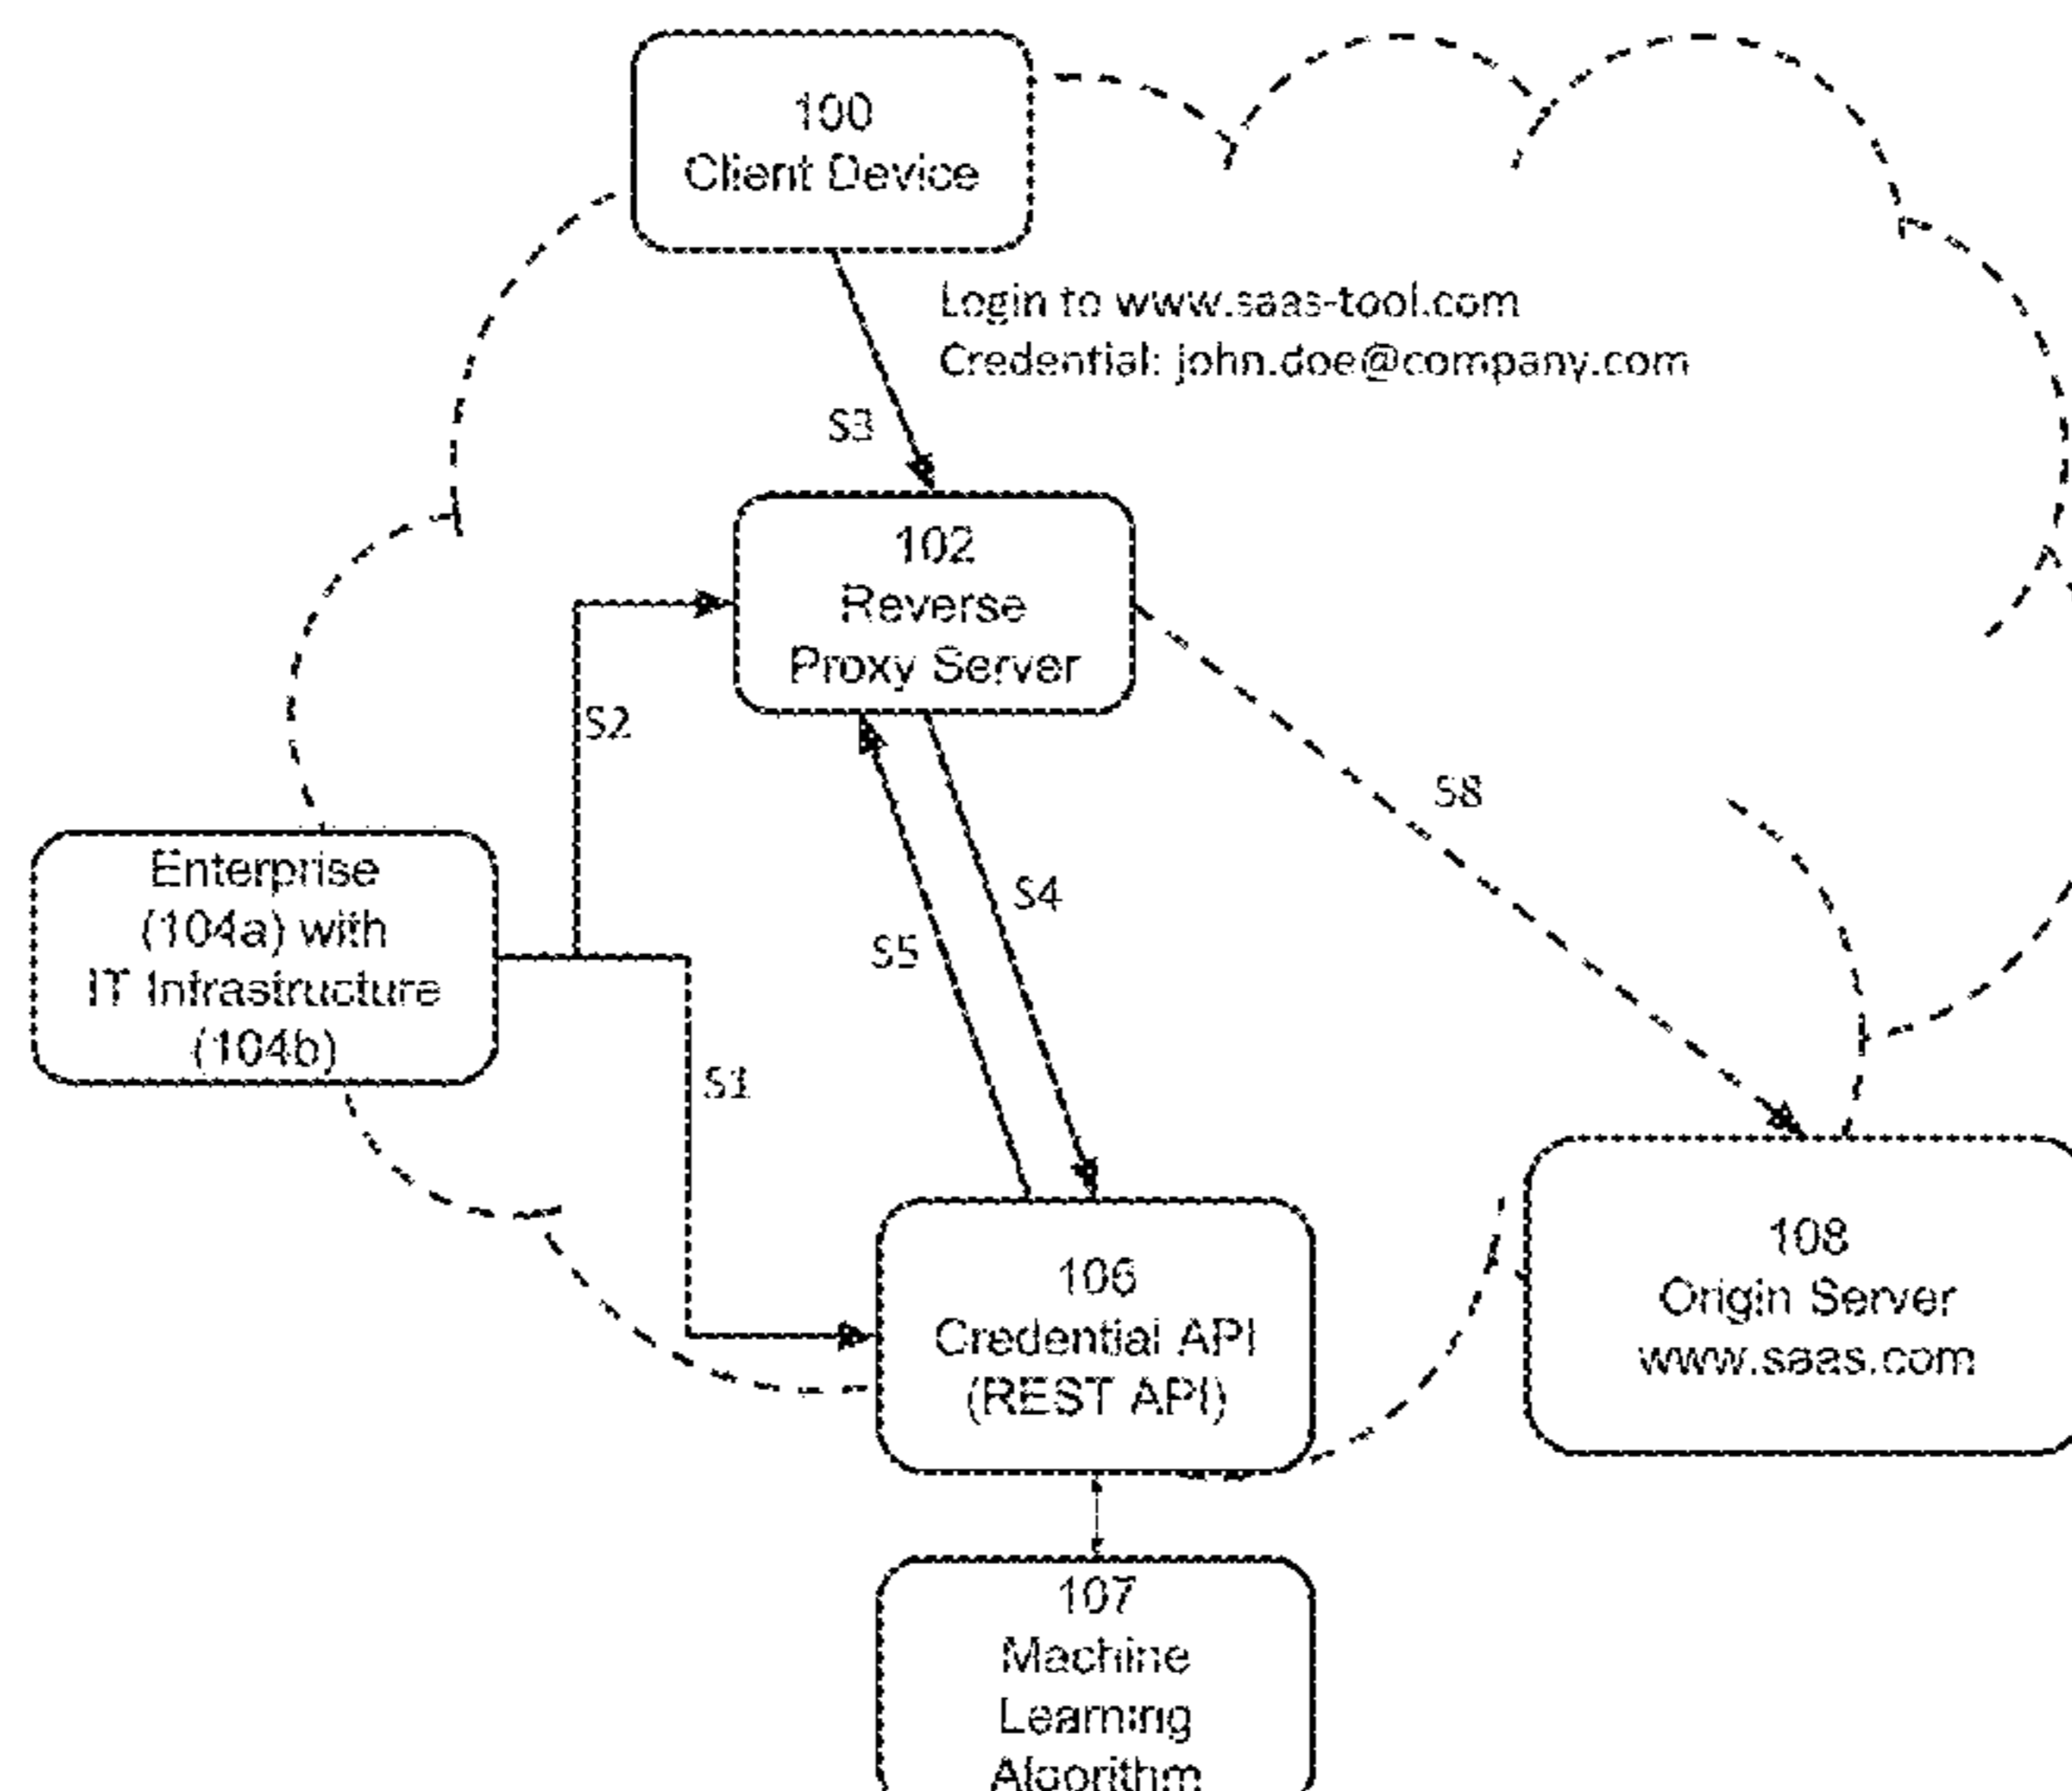 100
Client Device
Login to www.saas-tool.com
Credential: john.doe@company.com
S3
102
Reverse
Proxy Server
S2
S8
Enterprise
(104a) with
IT Infrastructure
(104b)
S4
S5
S1
106
Credential API
(REST API)
108
Origin Server
www.saas.com
107
Machine
Learning
Algorithm